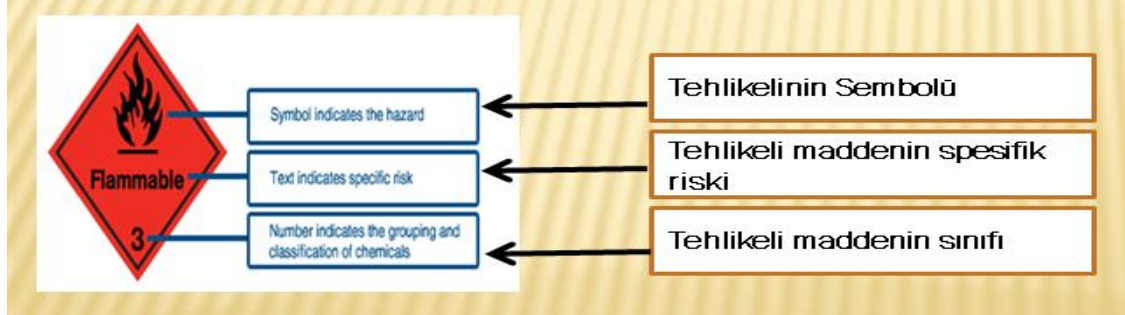 Flammable
3
Symbol indicates the hazard
Text indicates specific risk
Number indicates the grouping and
classification of chemicals
Tehlikelinin Sembolü
Tehlikeli maddenin spesifik
riski
Tehlikeli maddenin sınıfı